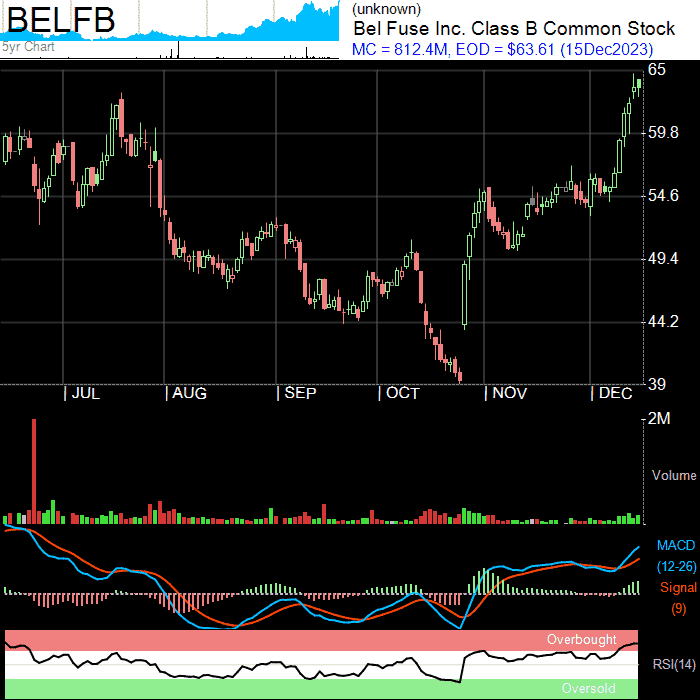 BELFB
5yr Chart
(unknown)
Bel Fuse Inc. Class B Common Stock
MC = 812.4M, EOD = $63.61 (15Dec2023)
65
59.8
54.6
49.4
44.2
39
| JUL | AUG | SEP | OCT | NOV | DEC
2M
Volume
MACD
(12-26)
Signal
(9)
Overbought
RSI(14)
Oversold